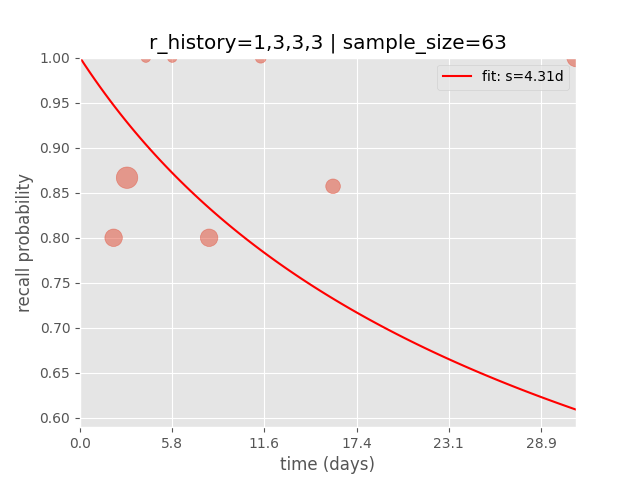 r_history=1,3,3,3 | sample_size=63
fit: s=4.31d
1.00
0.95
0.90
0.85
0.80
0.75
0.70
0.65
0.60
recall probability
0.0 5.8 11.6 17.4 23.1 28.9
time (days)